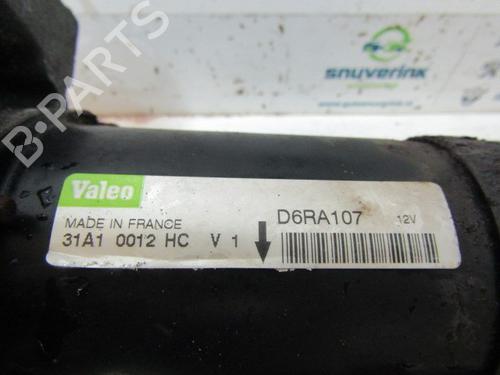 B-PARTS
snuverink
Valeo
MADE IN FRANCE
31A1 0012 HC V 1
D6RA107 12V